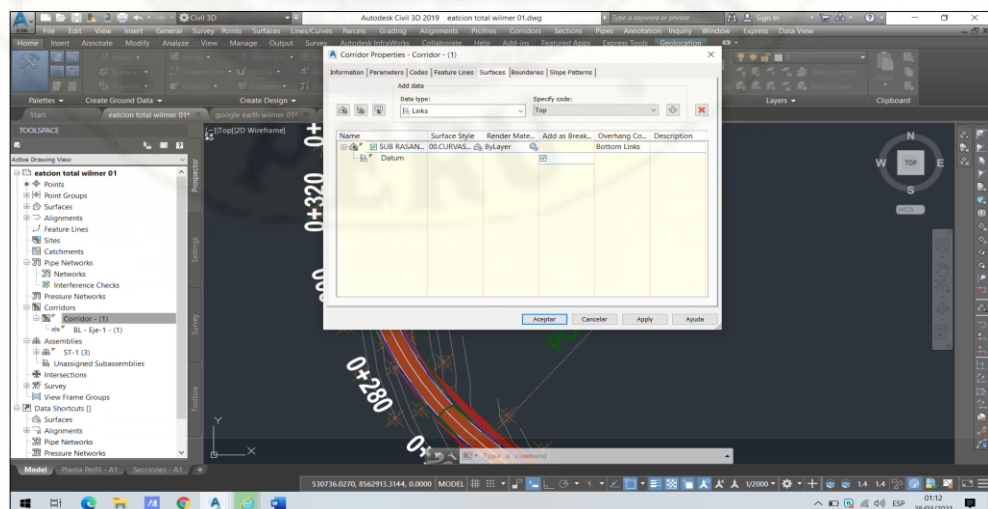 Civil 3D
Autodesk Civil 3D 2019 eatcion total wilmer 01.dwg
Type a keyword or phrase
Sign In
File Edit View Insert General Survey Points Surfaces Lines/Curves Parcels Grading Alignments Profiles Corridors Sections Pipes Annotation Inquiry Window Express Data View
Home Insert Annotate Modify Analyze View Manage Output Survey Autodesk InfraWorks Collaborate Help Add-ins Featured Apps Express Tools Geolocation
Palettes
Create Ground Data
Create Design
Layers
Clipboard
Start
eatcion total wilmer 01*
google earth wilmer 01*
TOOLSPACE
Active Drawing View
eatcion total wilmer 01
Points
Point Groups
Surfaces
Alignments
Feature Lines
Sites
Catchments
Pipe Networks
Networks
Interference Checks
Pressure Networks
Corridors
Corridor - (1)
BL - Eje-1 - (1)
Assemblies
ST-1 (3)
Unassigned Subassemblies
Intersections
Survey
View Frame Groups
Data Shortcuts []
Surfaces
Alignments
Pipe Networks
Pressure Networks
Prospector
Settings
Survey
Toolbox
[-][Top][2D Wireframe]
0+320
0+280
Corridor Properties - Corridor - (1)
Information Parameters Codes Feature Lines Surfaces Boundaries Slope Patterns
Add data
Data type:
Specify code:
Links
Top
Name Surface Style Render Mate... Add as Break... Overhang Co... Description
SUB RASAN... 00.CURVAS... ByLayer Bottom Links
Datum
Aceptar Cancelar Apply Ayuda
N
W TOP E
S
WCS
Y
X
Type a command
Model Planta Perfil - A1 Secciones - A1
530736.0270, 8562913.3144, 0.0000 MODEL 1/2000 1.4 1.4
ESP
01:12